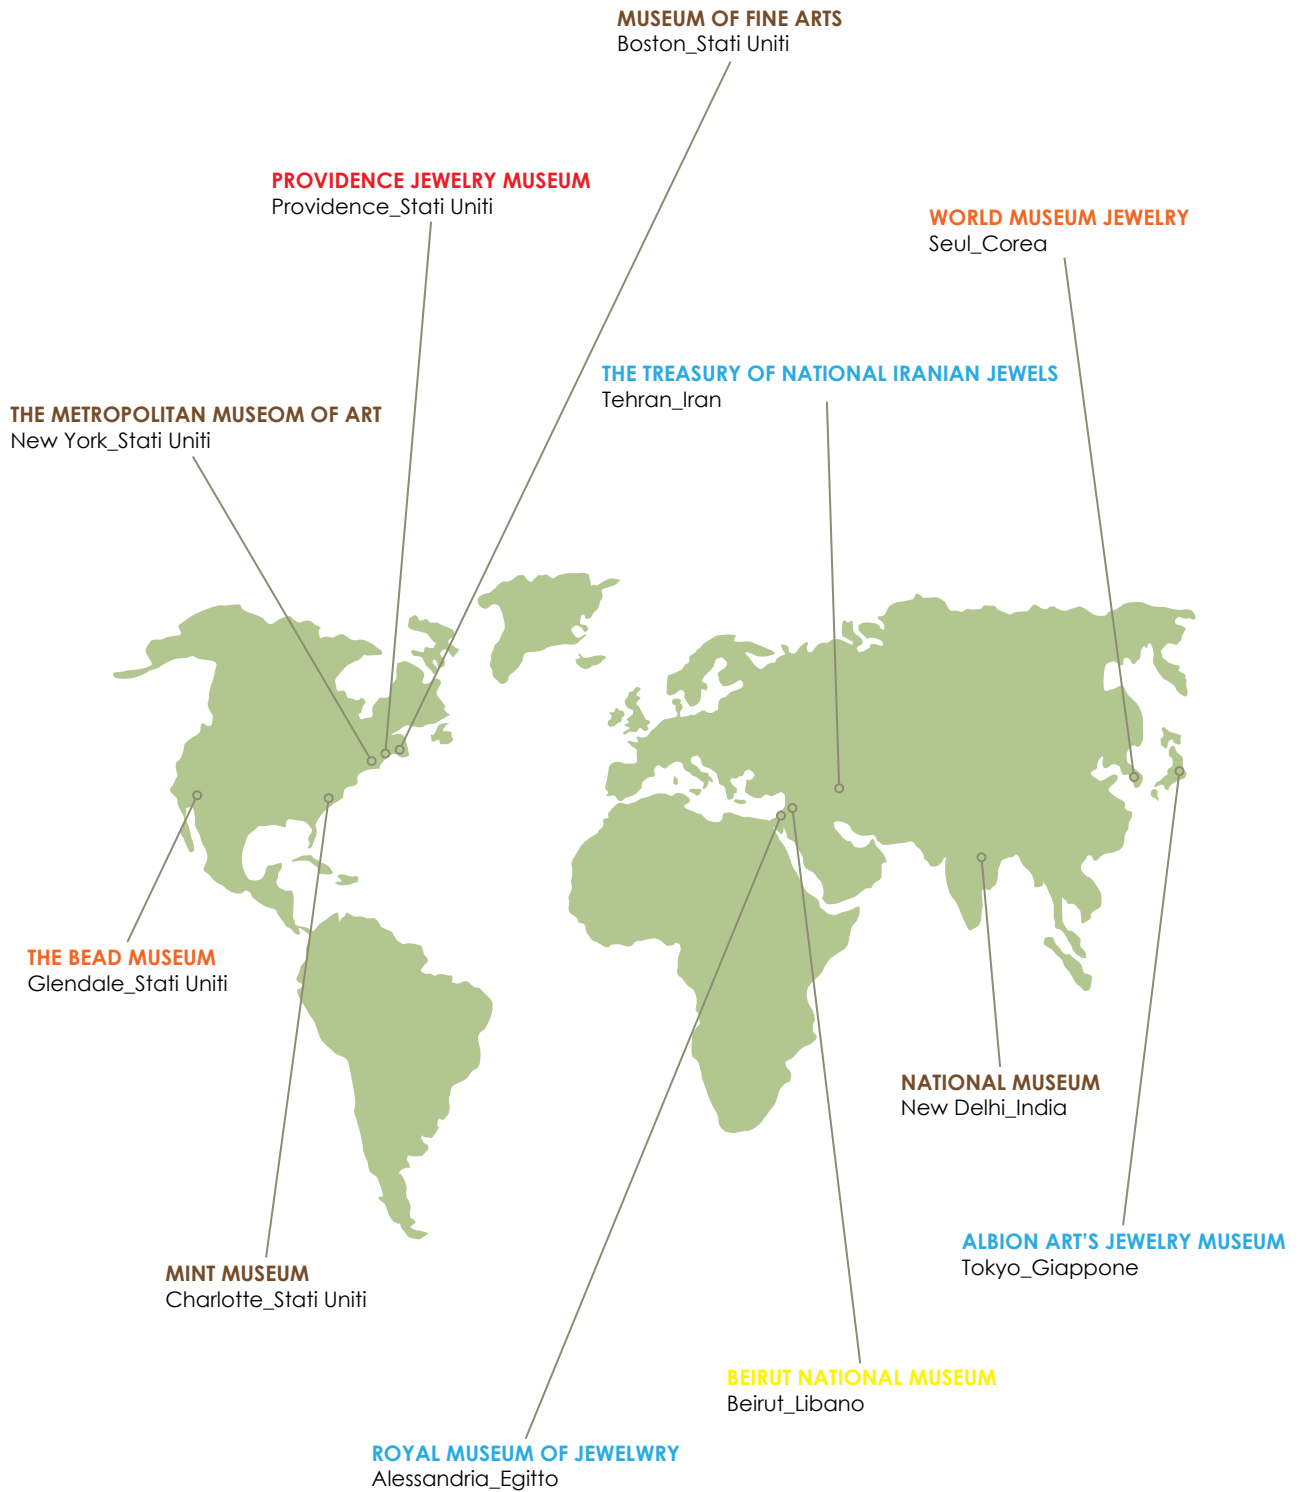 MUSEUM OF FINE ARTS
Boston_Stati Uniti
PROVIDENCE JEWELRY MUSEUM
Providence_Stati Uniti
WORLD MUSEUM JEWELRY
Seul_Corea
THE TREASURY OF NATIONAL IRANIAN JEWELS
Tehran_Iran
THE METROPOLITAN MUSEOM OF ART
New York_Stati Uniti
THE BEAD MUSEUM
Glendale_Stati Uniti
NATIONAL MUSEUM
New Delhi_India
ALBION ART'S JEWELRY MUSEUM
Tokyo_Giappone
MINT MUSEUM
Charlotte_Stati Uniti
BEIRUT NATIONAL MUSEUM
Beirut_Libano
ROYAL MUSEUM OF JEWELWRY
Alessandria_Egitto